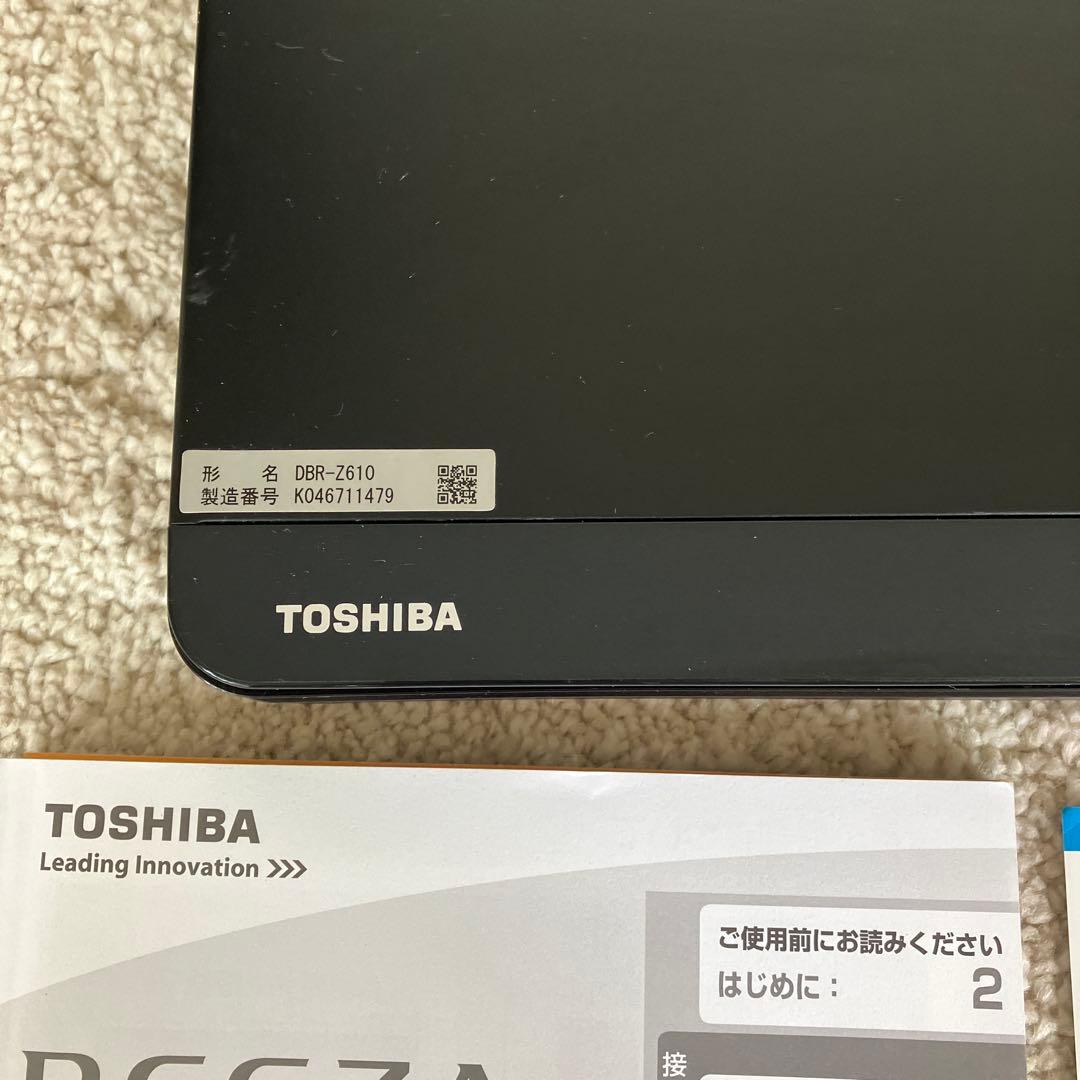 形 名 DBR-Z610
製造番号 K046711479
TOSHIBA
TOSHIBA
Leading Innovation >>>
ご使用前にお読みください
はじめに： 2
接
REGZA